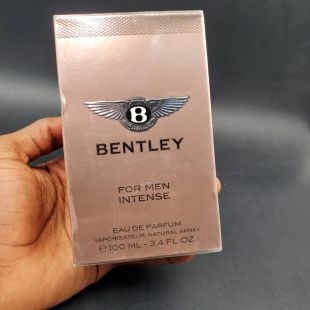 B
BENTLEY
FOR MEN
INTENSE
EAU DE PARFUM
VAPORISATEUR NATURAL SPRAY
℮ 100 ML - 3.4 FL.OZ